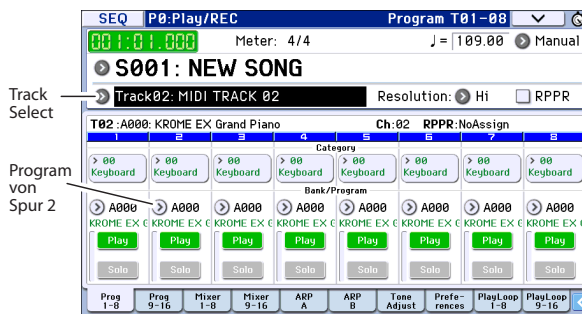 SEQ P0:Play/REC Program T01-08
001:01.000 Meter: 4/4 ♩= 109.00 Manual
S001: NEW SONG
Track Select
Track02: MIDI TRACK 02 Resolution: Hi RPPR
T02:A000: KROME EX Grand Piano Ch:02 RPPR:NoAssign
1 2 3 4 5 6 7 8
Category
00 00 00 00 00 00 00 00
Keyboard Keyboard Keyboard Keyboard Keyboard Keyboard Keyboard Keyboard
Bank/Program
Program von Spur 2
A000 A000 A000 A000 A000 A000 A000 A000
KROME EX G KROME EX G KROME EX G KROME EX G KROME EX G KROME EX G KROME EX G KROME EX G
Play Play Play Play Play Play Play Play
Solo Solo Solo Solo Solo Solo Solo Solo
Prog 1-8 Prog 9-16 Mixer 1-8 Mixer 9-16 ARP A ARP B Tone Adjust Prefe-rences PlayLoop 1-8 PlayLoop 9-16